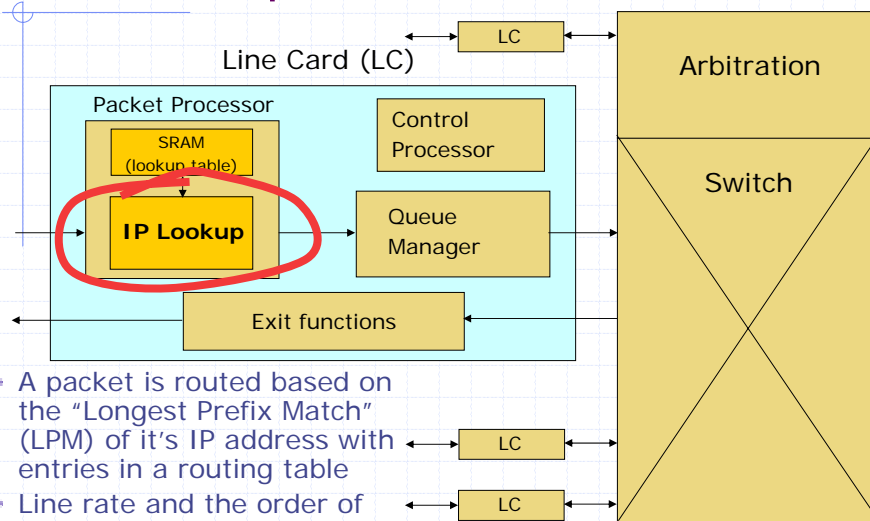 LC
Line Card (LC)
Arbitration
Packet Processor
SRAM
(lookup table)
Control
Processor
Switch
IP Lookup
Queue
Manager
Exit functions
A packet is routed based on
the “Longest Prefix Match”
(LPM) of it's IP address with
entries in a routing table
LC
Line rate and the order of
LC